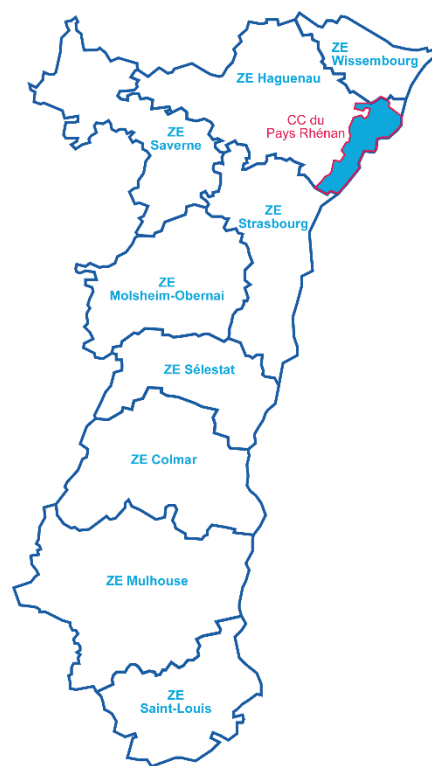 ZE
Wissembourg
ZE Haguenau
CC du
Pays Rhénan
ZE
Saverne
ZE
Strasbourg
ZE
Molsheim-Obernai
ZE Sélestat
ZE Colmar
ZE Mulhouse
ZE
Saint-Louis